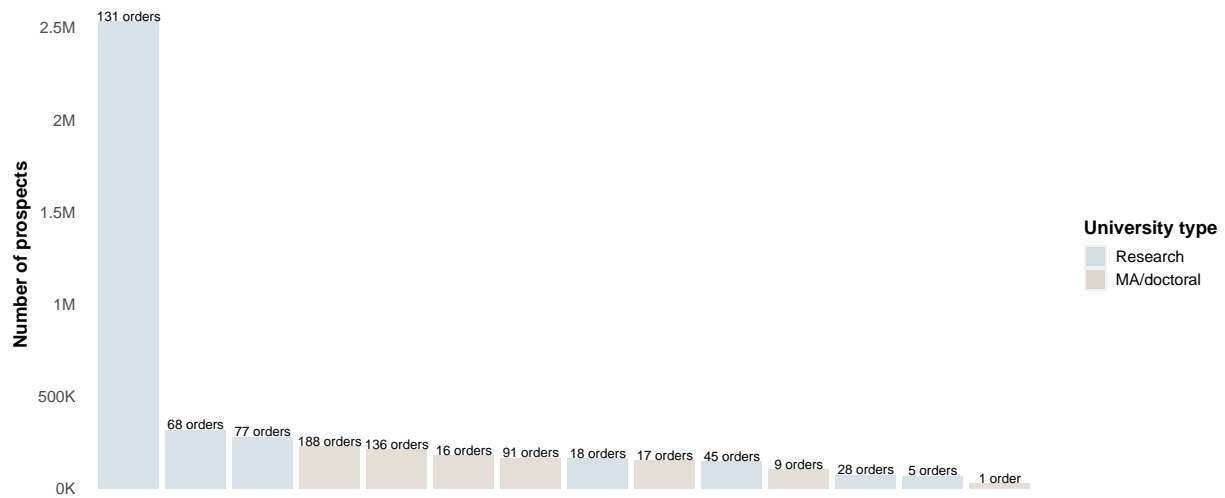 2.5M
2M
1.5M
1M
500K
0K
Number of prospects
131 orders
68 orders
77 orders
188 orders
136 orders
16 orders
91 orders
18 orders
17 orders
45 orders
9 orders
28 orders
5 orders
1 order
University type
Research
MA/doctoral